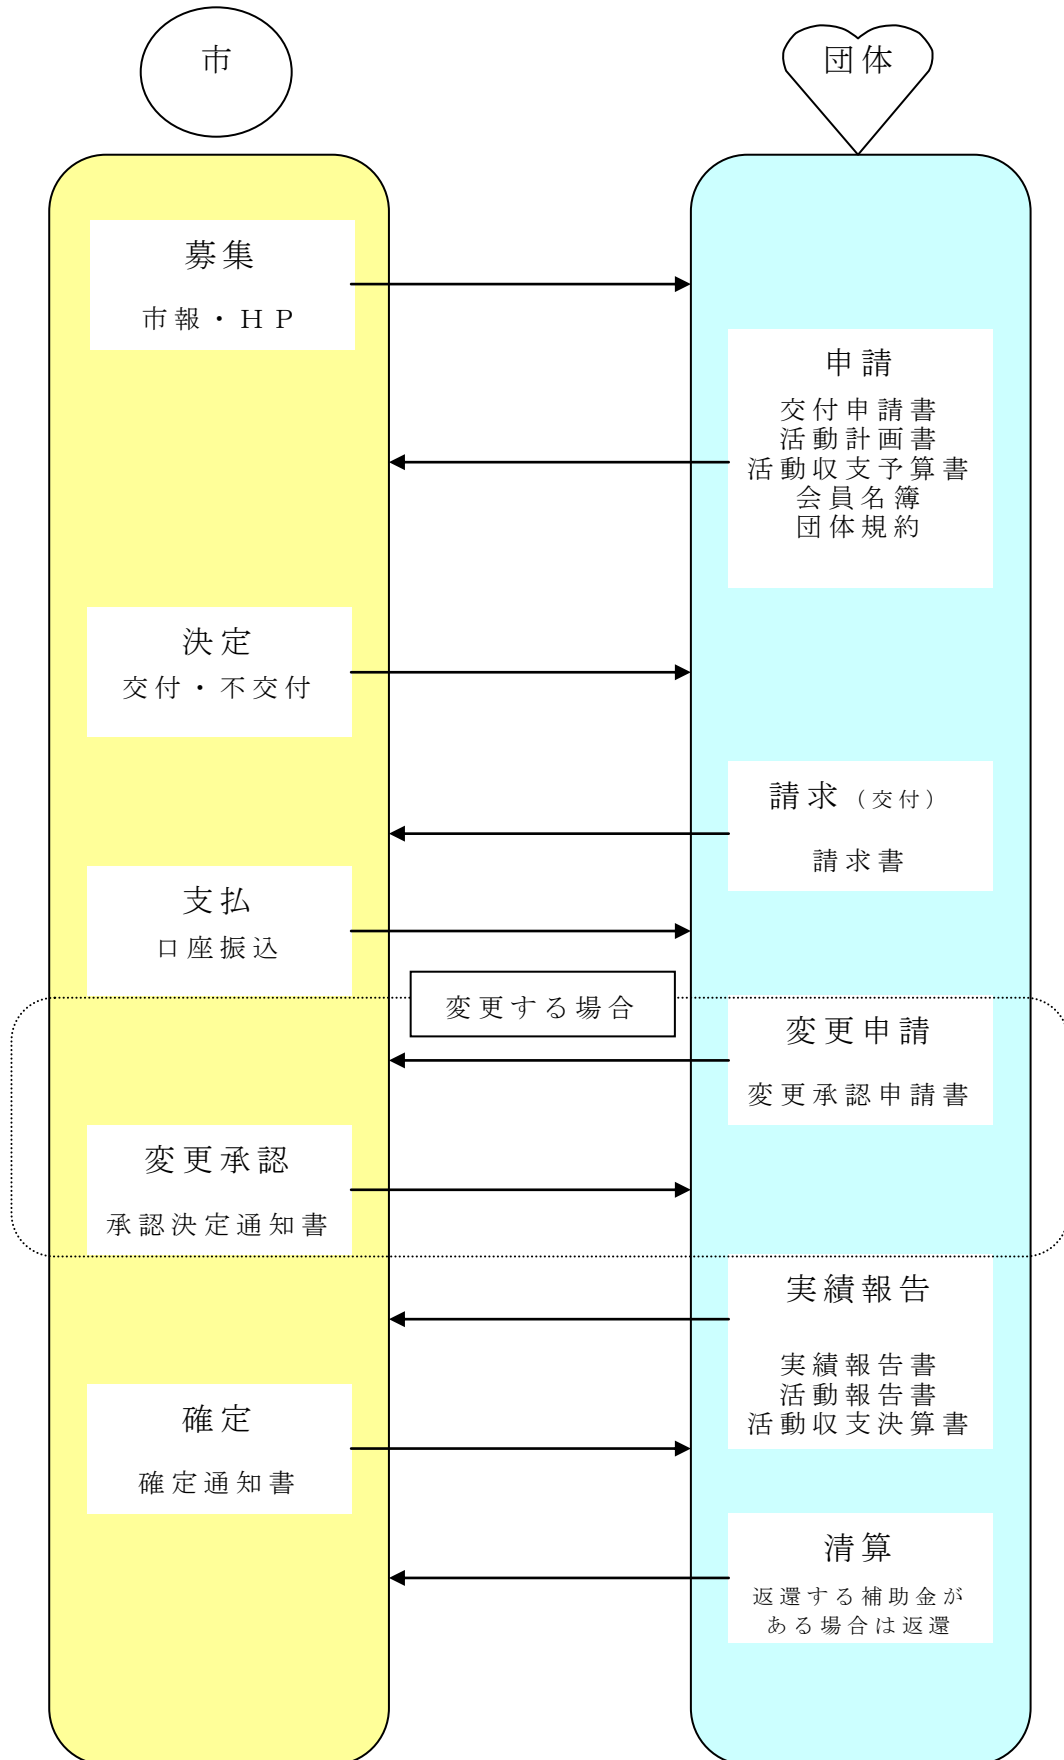 市
団体
募集
市報・ＨＰ
申請
交付申請書
活動計画書
活動収支予算書
会員名簿
団体規約
決定
交付・不交付
請求（交付）
請求書
支払
口座振込
変更する場合
変更申請
変更承認申請書
変更承認
承認決定通知書
実績報告
実績報告書
活動報告書
活動収支決算書
確定
確定通知書
清算
返還する補助金が
ある場合は返還